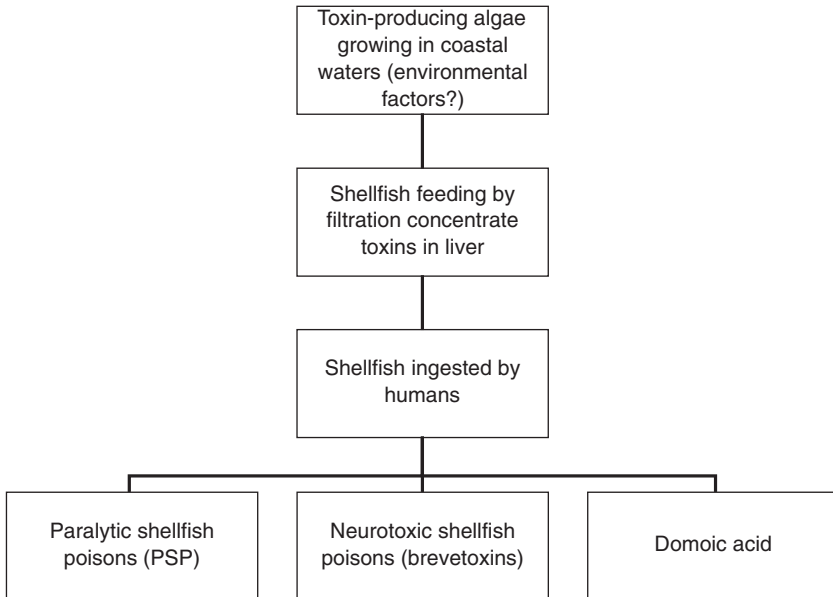 Toxin-producing algae
growing in coastal
waters (environmental
factors?)
Shellfish feeding by
filtration concentrate
toxins in liver
Shellfish ingested by
humans
Paralytic shellfish
poisons (PSP)
Neurotoxic shellfish
poisons (brevetoxins)
Domoic acid